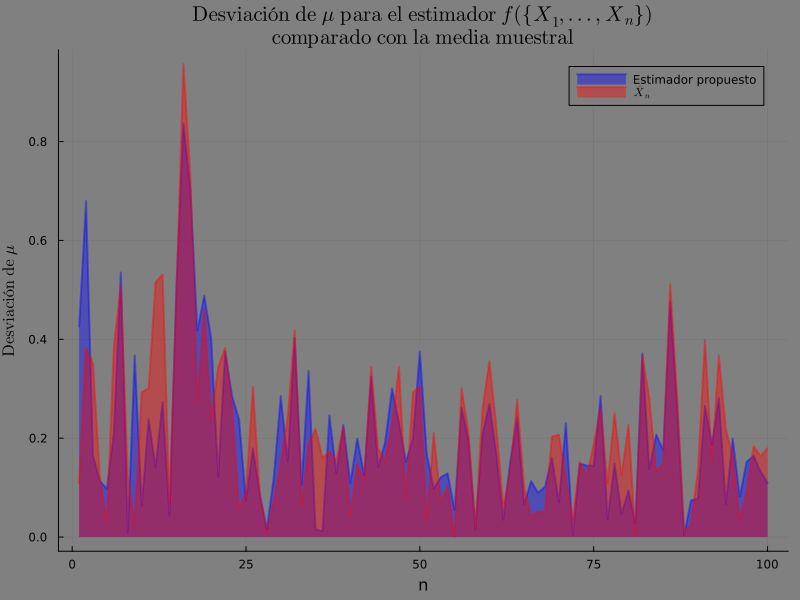 Desviación de μ para el estimador f({X₁, . . . , Xₙ})
comparado con la media muestral
Estimador propuesto
X̄ₙ
Desviación de μ
0.8
0.6
0.4
0.2
0.0
0 25 50 75 100
n